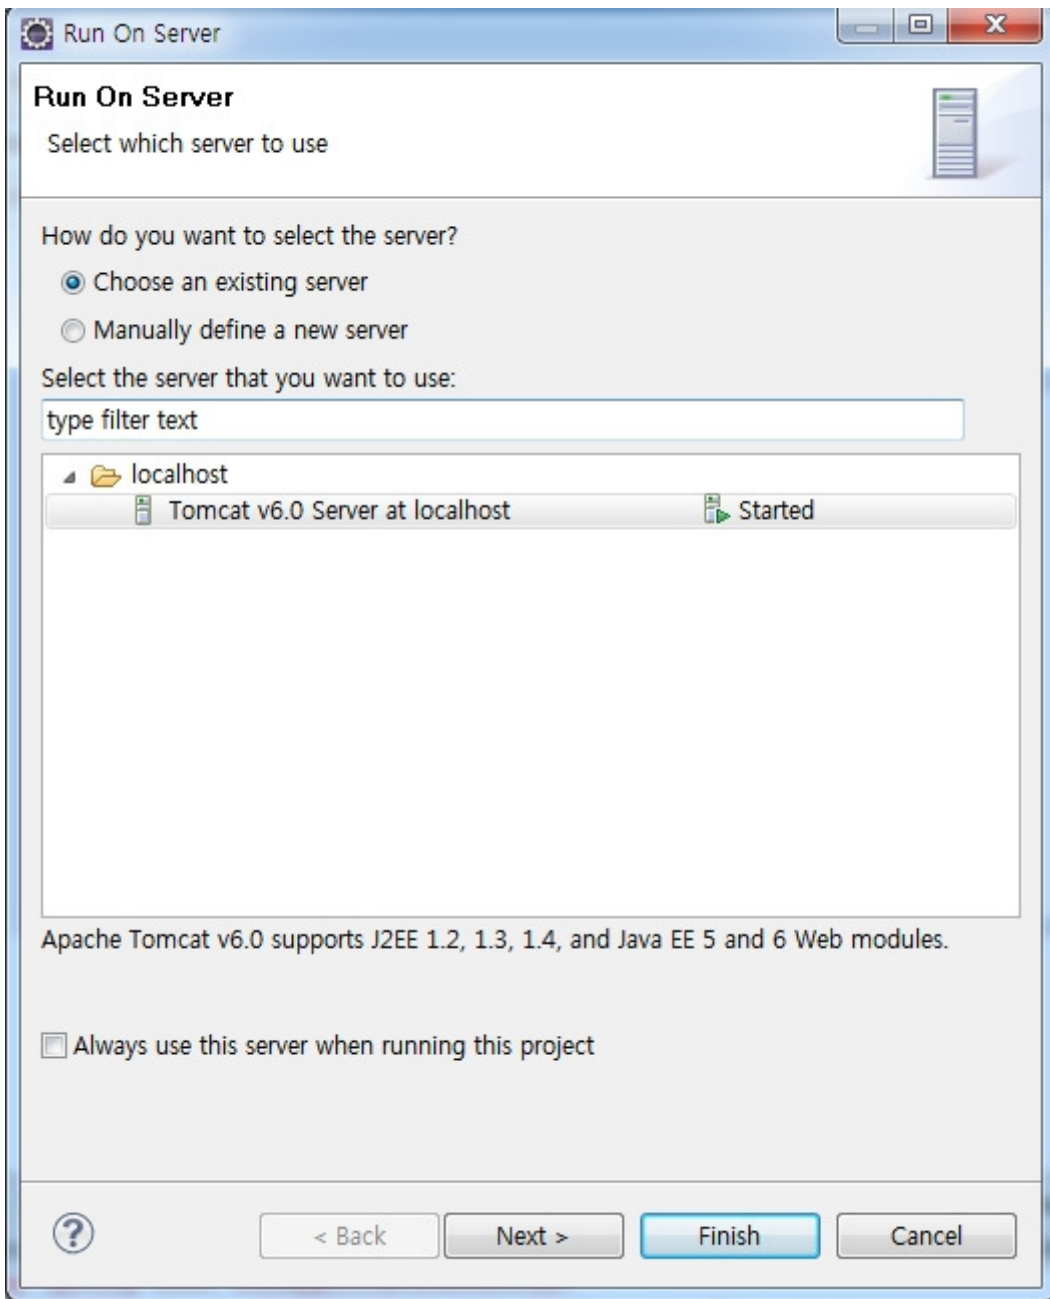 Run On Server
Run On Server
Select which server to use
How do you want to select the server?
Choose an existing server
Manually define a new server
Select the server that you want to use:
type filter text
localhost
Tomcat v6.0 Server at localhost Started
Apache Tomcat v6.0 supports J2EE 1.2, 1.3, 1.4, and Java EE 5 and 6 Web modules.
Always use this server when running this project
? < Back Next > Finish Cancel